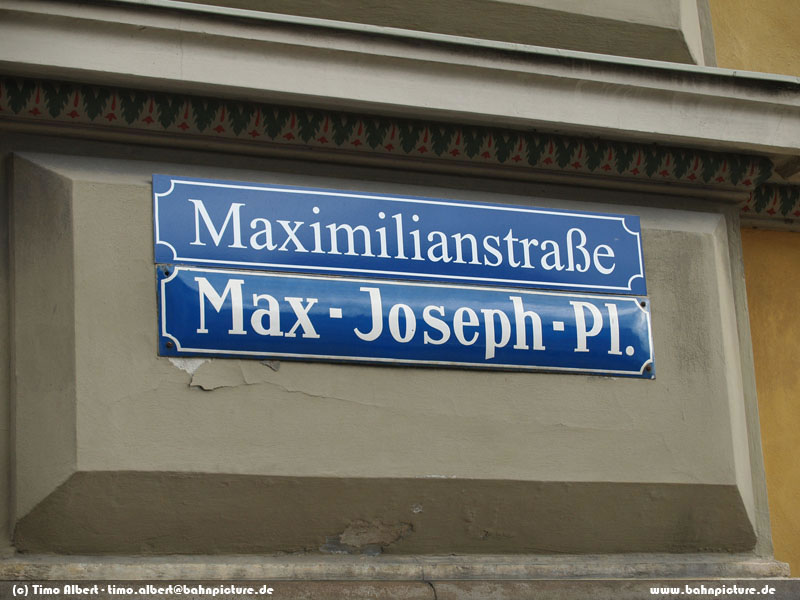 Maximilianstraße
Max-Joseph-Pl.
(c) Timo Albert - timo.albert@bahnpicture.de
www.bahnpicture.de